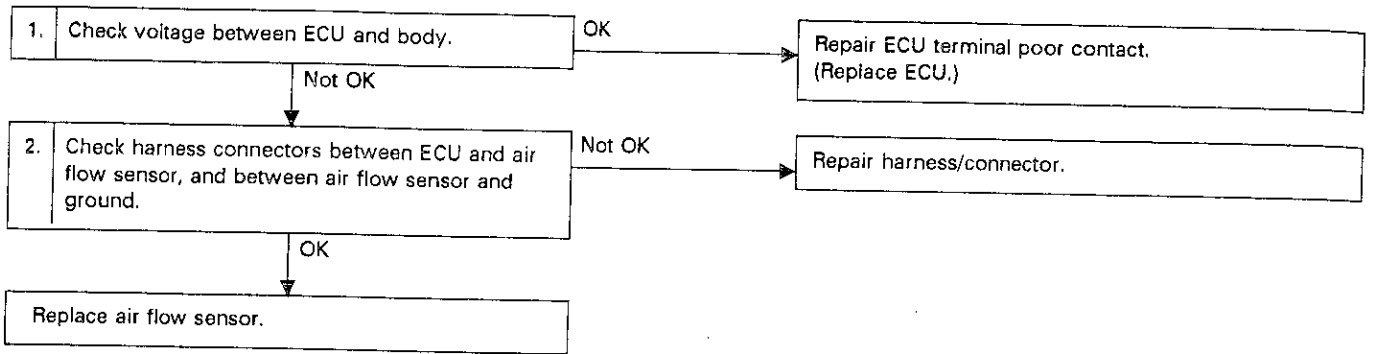 1. Check voltage between ECU and body.
OK
Repair ECU terminal poor contact.
(Replace ECU.)
Not OK
2. Check harness connectors between ECU and air
flow sensor, and between air flow sensor and
ground.
Not OK
Repair harness/connector.
OK
Replace air flow sensor.